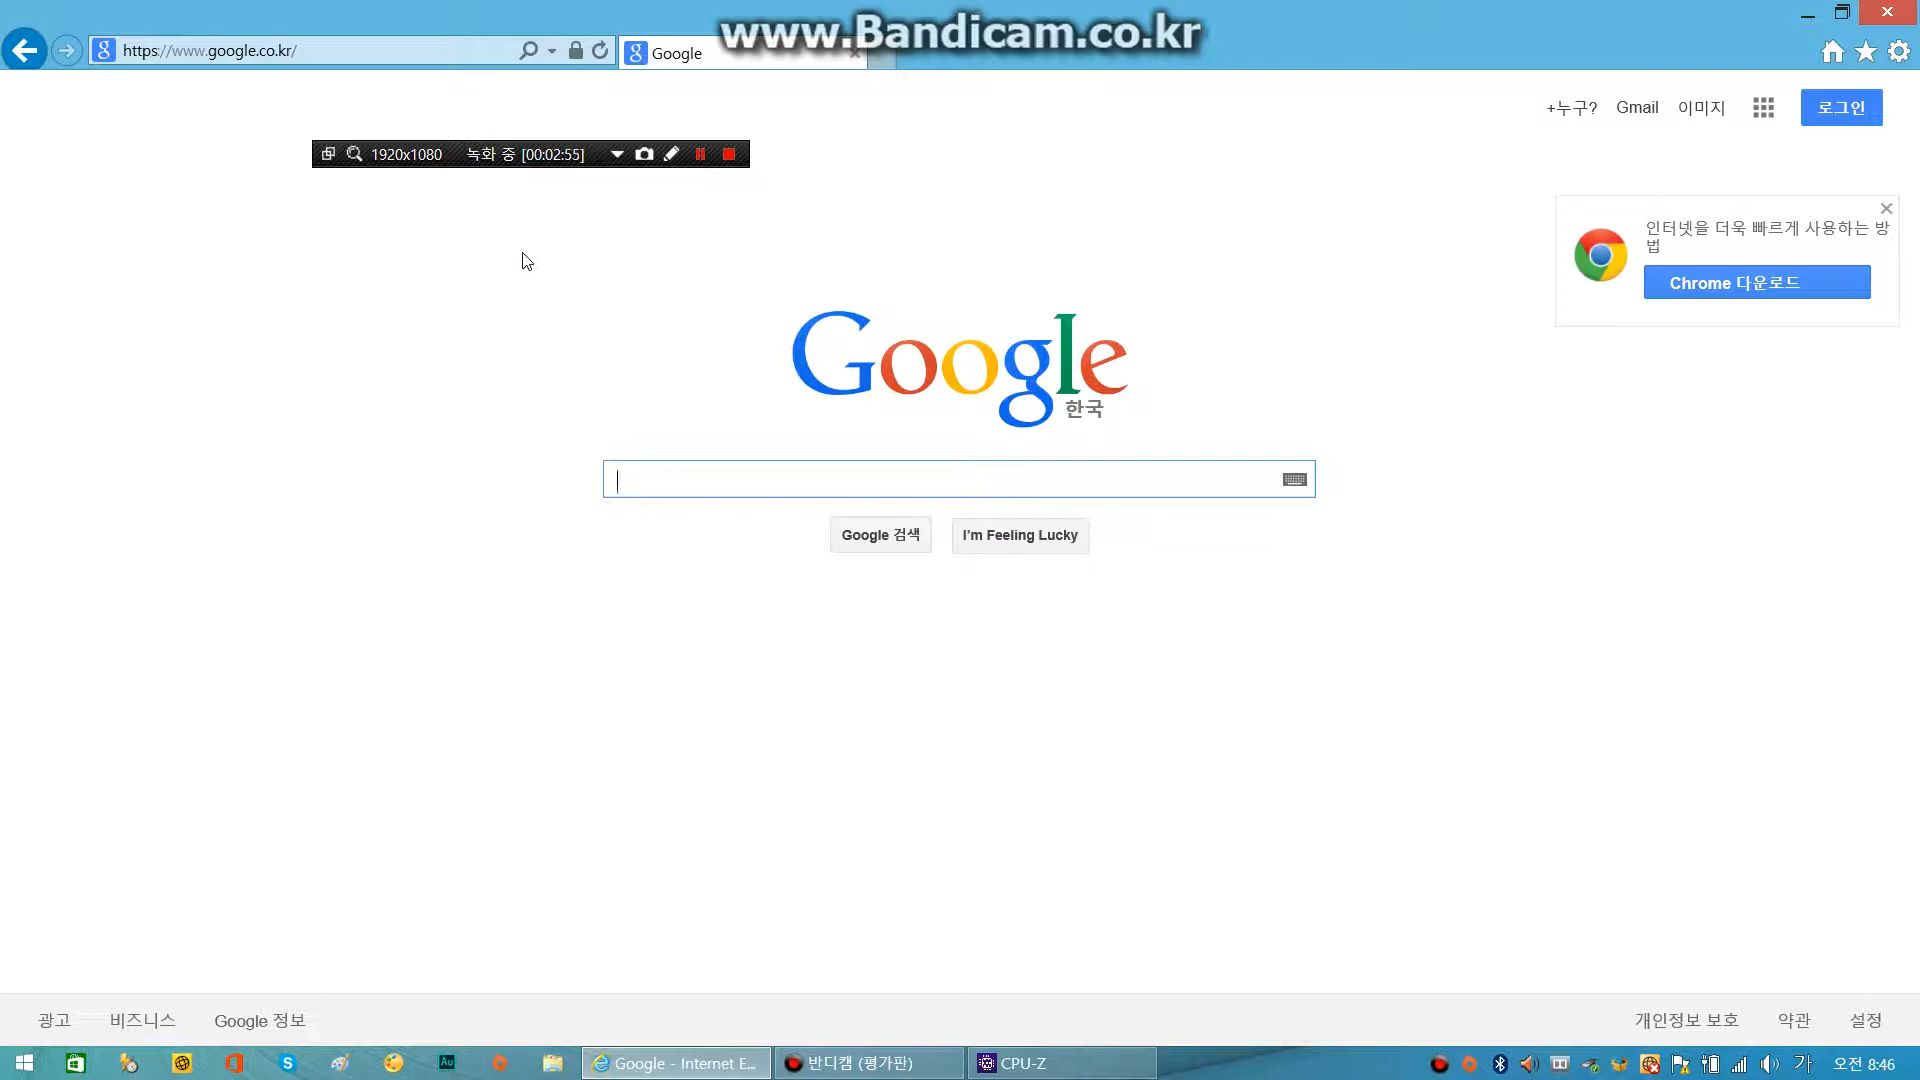 www.Bandicam.co.kr
https://www.google.co.kr/
Google
+누구? Gmail 이미지 로그인
1920x1080 녹화 중 [00:02:55]
인터넷을 더욱 빠르게 사용하는 방
법
Chrome 다운로드
Google
한국
Google 검색 I'm Feeling Lucky
광고 비즈니스 Google 정보 개인정보 보호 약관 설정
Google - Internet E... 반디캠 (평가판) CPU-Z 가 오전 8:46